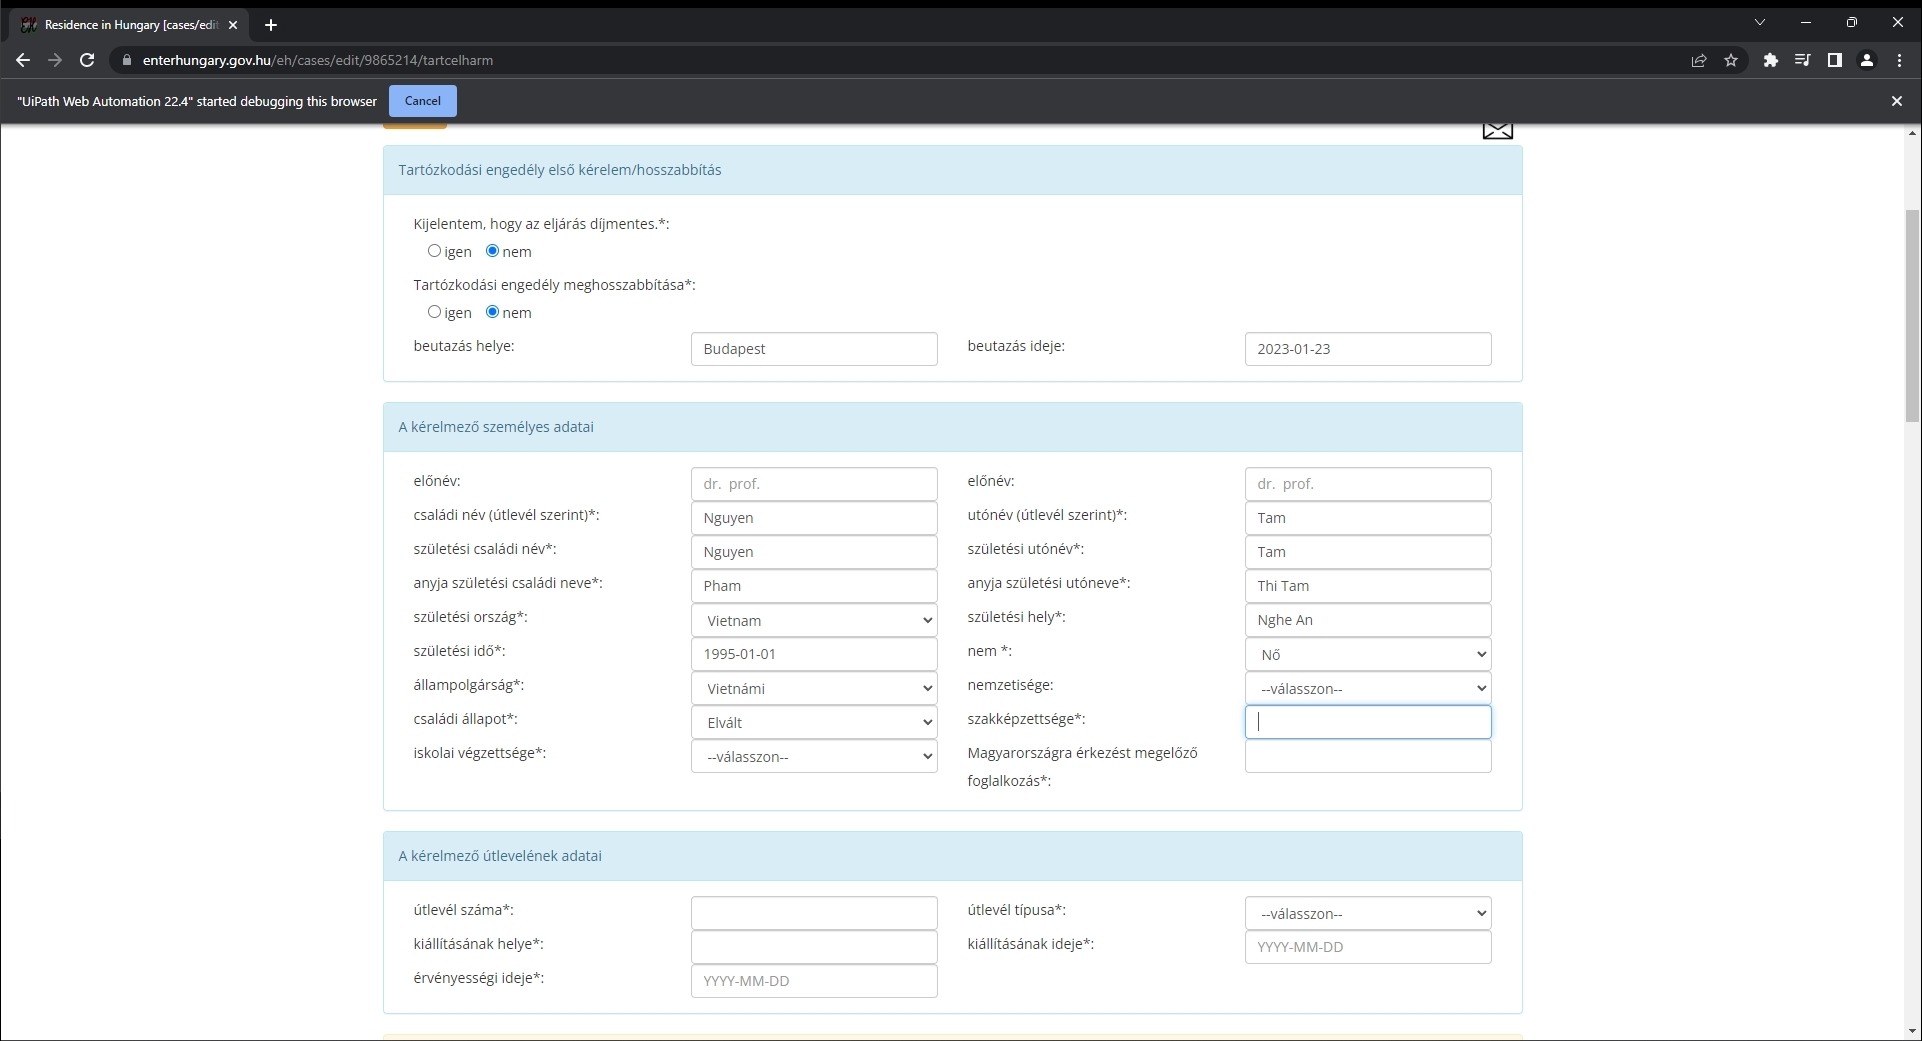 Residence in Hungary [cases/edit
enterhungary.gov.hu/eh/cases/edit/9865214/tartcelharm
"UiPath Web Automation 22.4" started debugging this browser Cancel
Tartózkodási engedély első kérelem/hosszabbítás
Kijelentem, hogy az eljárás díjmentes.*:
igen nem
Tartózkodási engedély meghosszabbítása*:
igen nem
beutazás helye: Budapest beutazás ideje: 2023-01-23
A kérelmező személyes adatai
előnév: dr. prof. előnév: dr. prof.
családi név (útlevél szerint)*: Nguyen utónév (útlevél szerint)*: Tam
születési családi név*: Nguyen születési utónév*: Tam
anyja születési családi neve*: Pham anyja születési utóneve*: Thi Tam
születési ország*: Vietnam születési hely*: Nghe An
születési idő*: 1995-01-01 nem *: Nő
állampolgárság*: Vietnámi nemzetisége: --válasszon--
családi állapot*: Elvált szakképzettsége*:
iskolai végzettsége*: --válasszon-- Magyarországra érkezést megelőző
foglalkozás*:
A kérelmező útlevelének adatai
útlevél száma*: útlevél típusa*: --válasszon--
kiállításának helye*: kiállításának ideje*: YYYY-MM-DD
érvényességi ideje*: YYYY-MM-DD